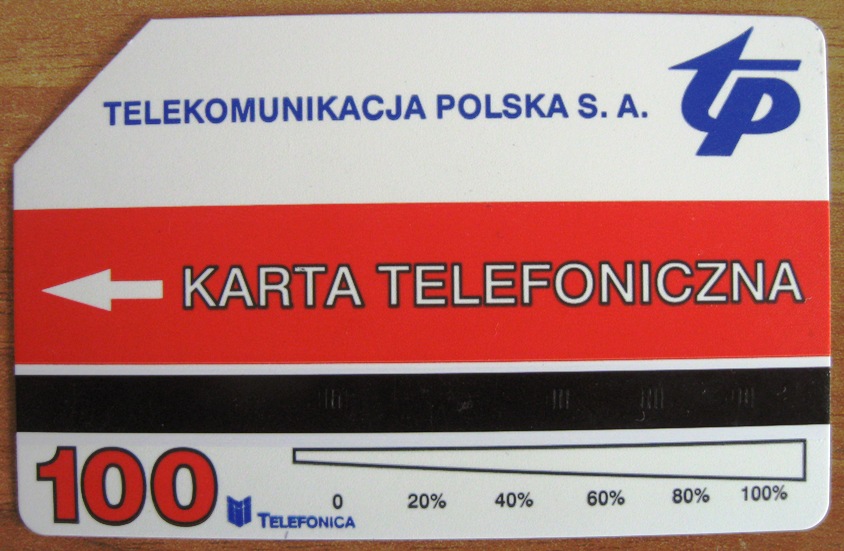 TELEKOMUNIKACJA POLSKA S. A.
tp
KARTA TELEFONICZNA
100
TELEFONICA
0 20% 40% 60% 80% 100%